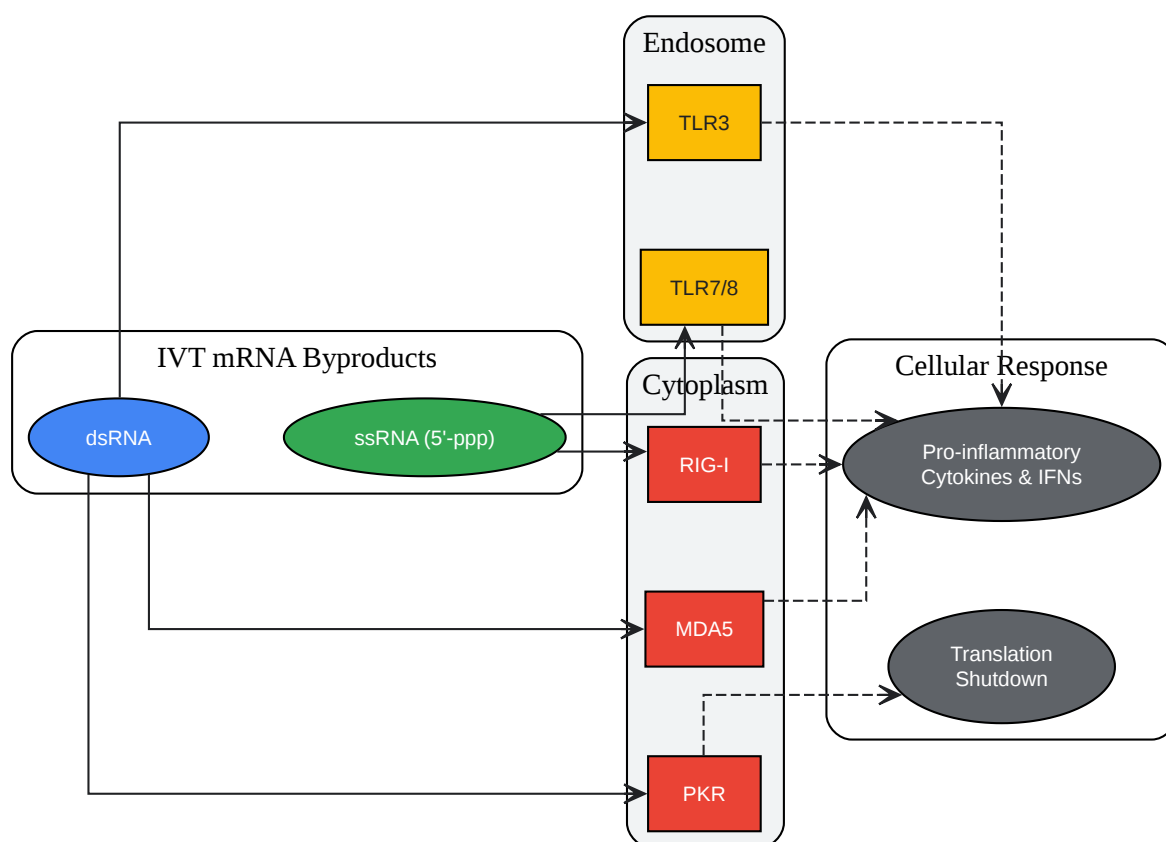 Endosome
TLR3
TLR7/8
IVT mRNA Byproducts
dsRNA
ssRNA (5'-ppp)
Cytoplasm
RIG-I
MDA5
PKR
Cellular Response
Pro-inflammatory
Cytokines & IFNs
Translation
Shutdown